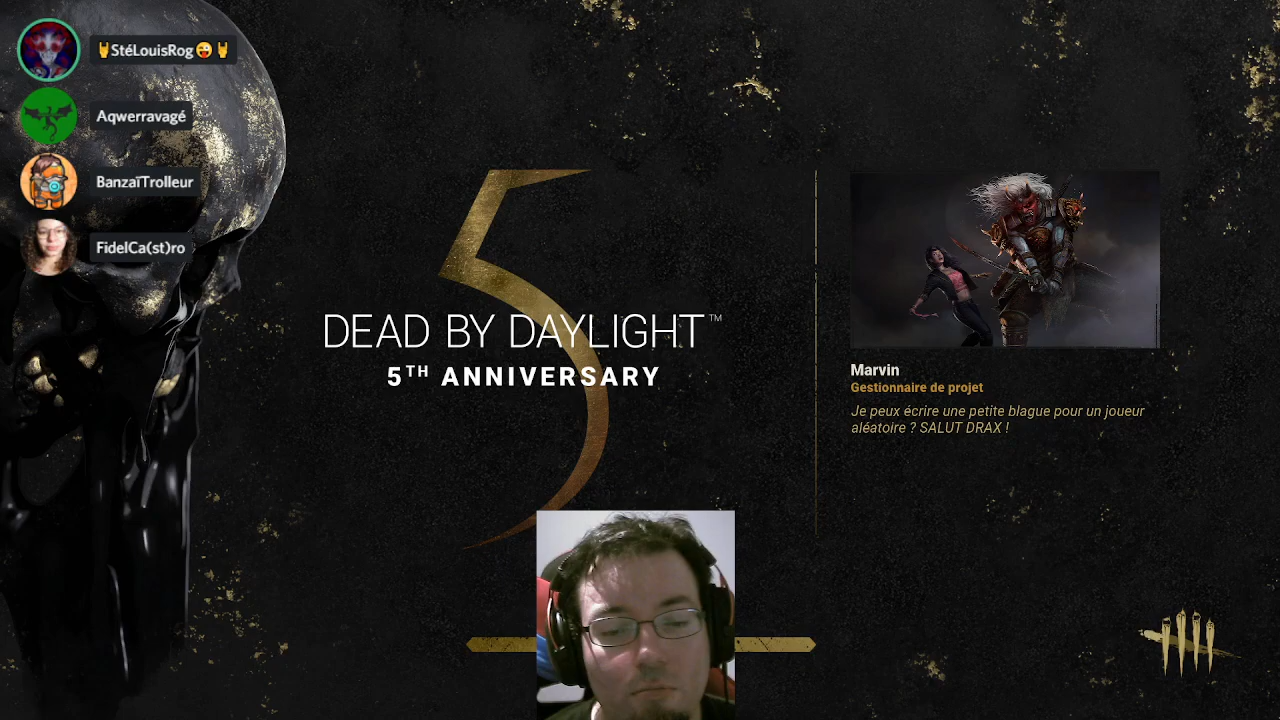 🤘StéLouisRog😜🤘
Aqwerravagé
BanzaïTrolleur
FidelCa(st)ro
DEAD BY DAYLIGHT™
5TH ANNIVERSARY
Marvin
Gestionnaire de projet
Je peux écrire une petite blague pour un joueur
aléatoire ? SALUT DRAX !